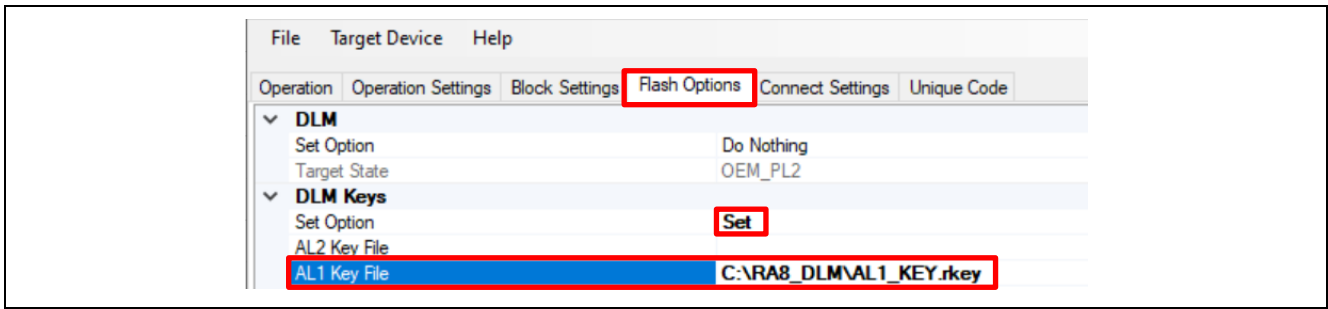 File Target Device Help
Operation Operation Settings Block Settings Flash Options Connect Settings Unique Code
DLM
Set Option Do Nothing
Target State OEM_PL2
DLM Keys
Set Option Set
AL2 Key File
AL1 Key File C:\RA8_DLM\AL1_KEY.rkey